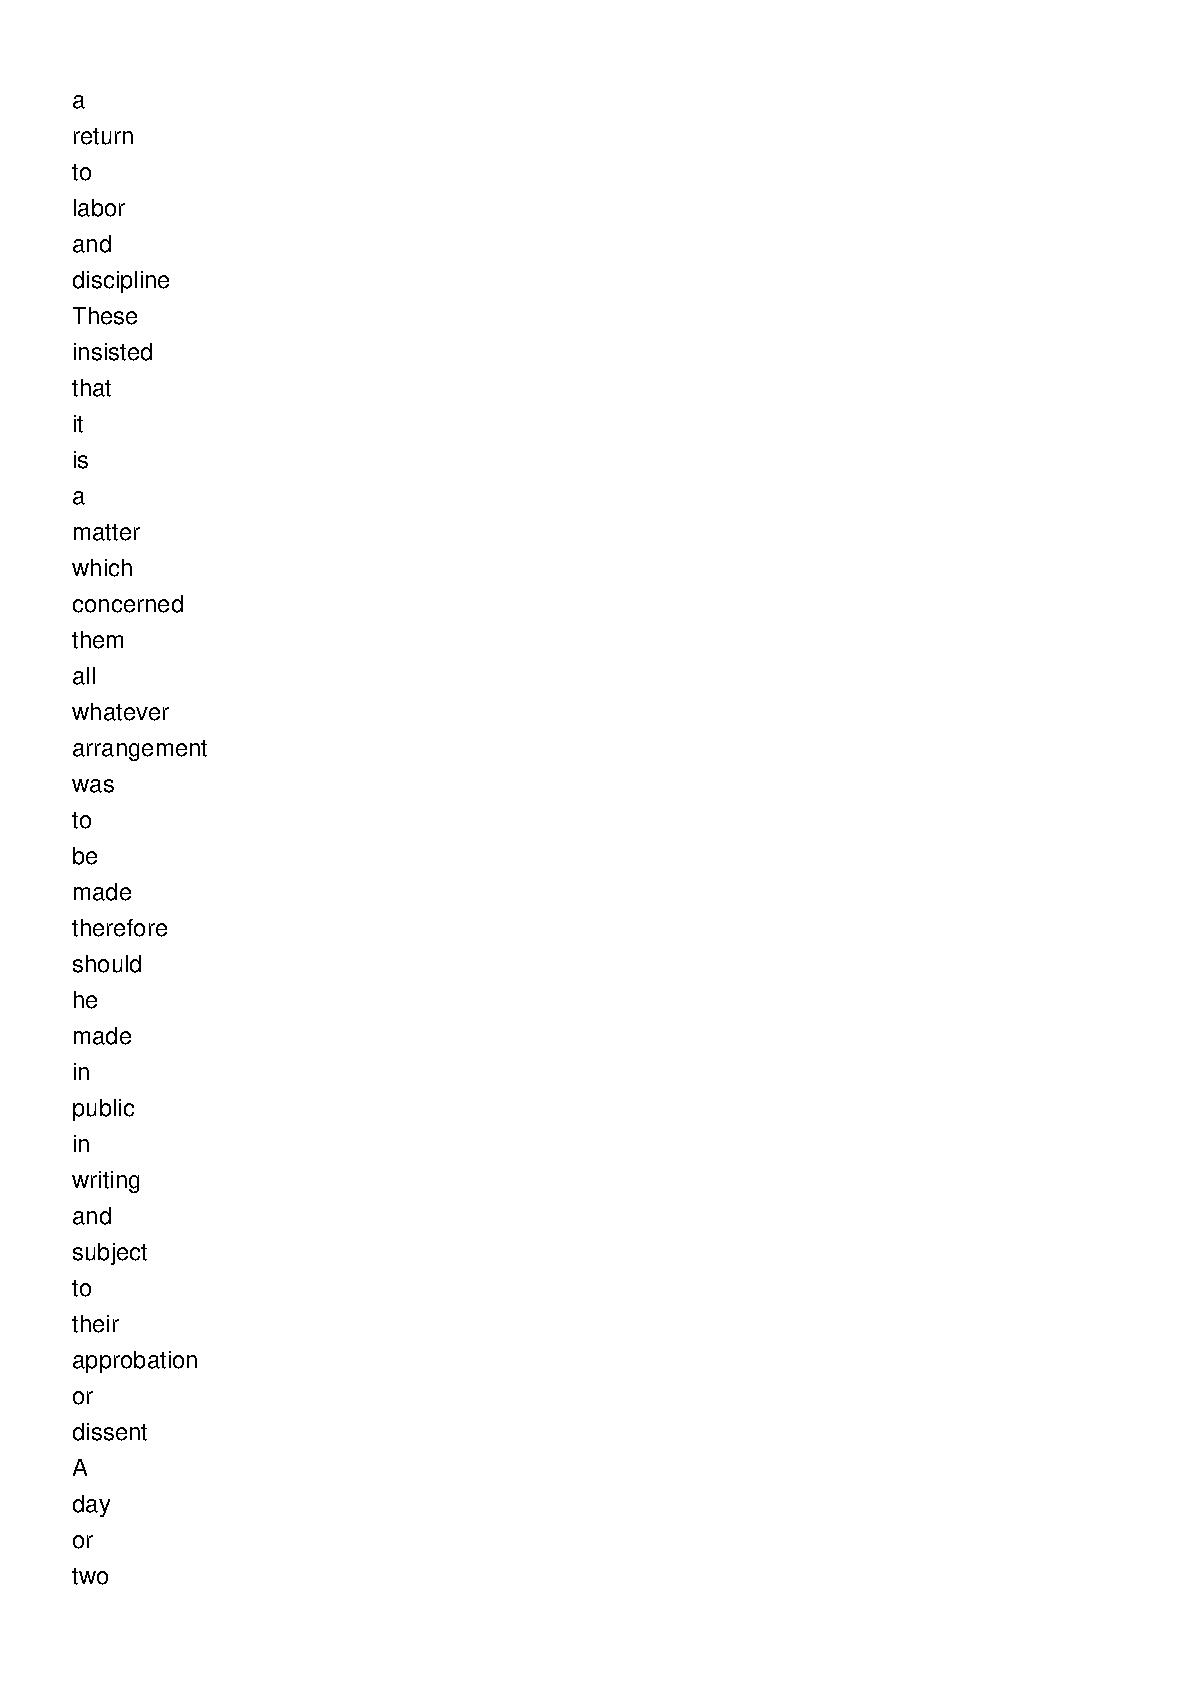 a
return
to
labor
and
discipline
These
insisted
that
it
is
a
matter
which
concerned
them
all
whatever
arrangement
was
to
be
made
therefore
should
he
made
in
public
in
writing
and
subject
to
their
approbation
or
dissent
A
day
or
two